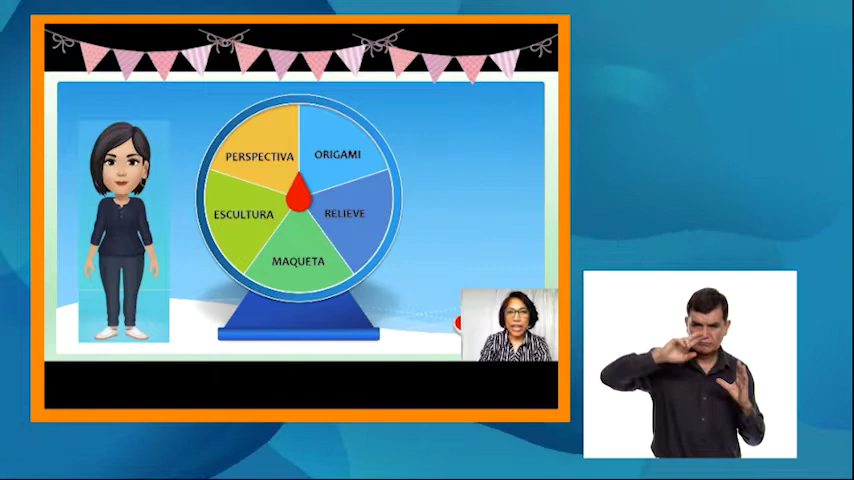 PERSPECTIVA
ORIGAMI
ESCULTURA
RELIEVE
MAQUETA